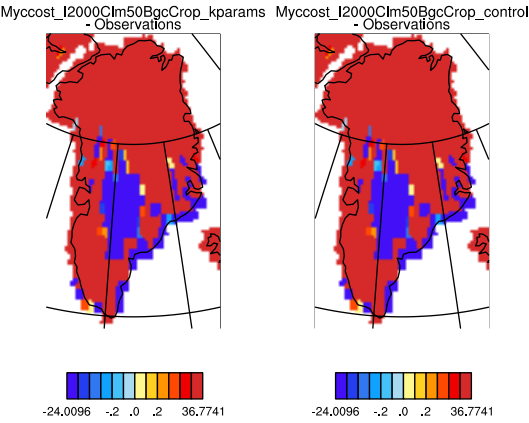 Myccost_I2000Clm50BgcCrop_kparams
- Observations
Myccost_I2000Clm50BgcCrop_control
- Observations
-24.0096 -.2 .0 .2 36.7741
-24.0096 -.2 .0 .2 36.7741